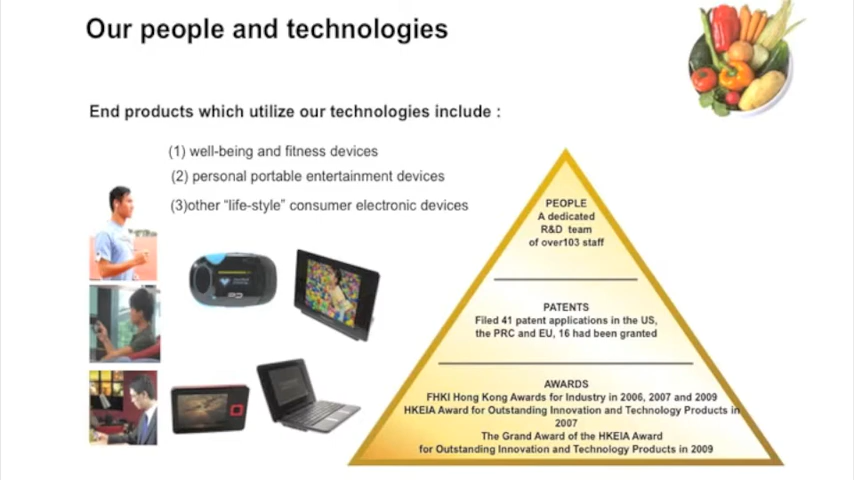 Our people and technologies
End products which utilize our technologies include :
(1) well-being and fitness devices
(2) personal portable entertainment devices
(3)other “life-style” consumer electronic devices
PEOPLE
A dedicated
R&D team
of over103 staff
PATENTS
Filed 41 patent applications in the US,
the PRC and EU, 16 had been granted
AWARDS
FHKI Hong Kong Awards for Industry in 2006, 2007 and 2009
HKEIA Award for Outstanding Innovation and Technology Products in
2007
The Grand Award of the HKEIA Award
for Outstanding Innovation and Technology Products in 2009